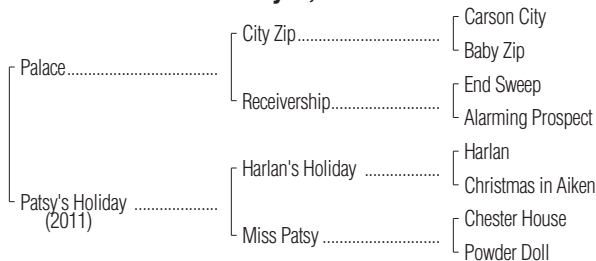 Carson City
City Zip
Baby Zip
Palace
End Sweep
Receivership
Alarming Prospect
Harlan
Harlan's Holiday
Christmas in Aiken
Patsy's Holiday
(2011)
Chester House
Miss Patsy
Powder Doll